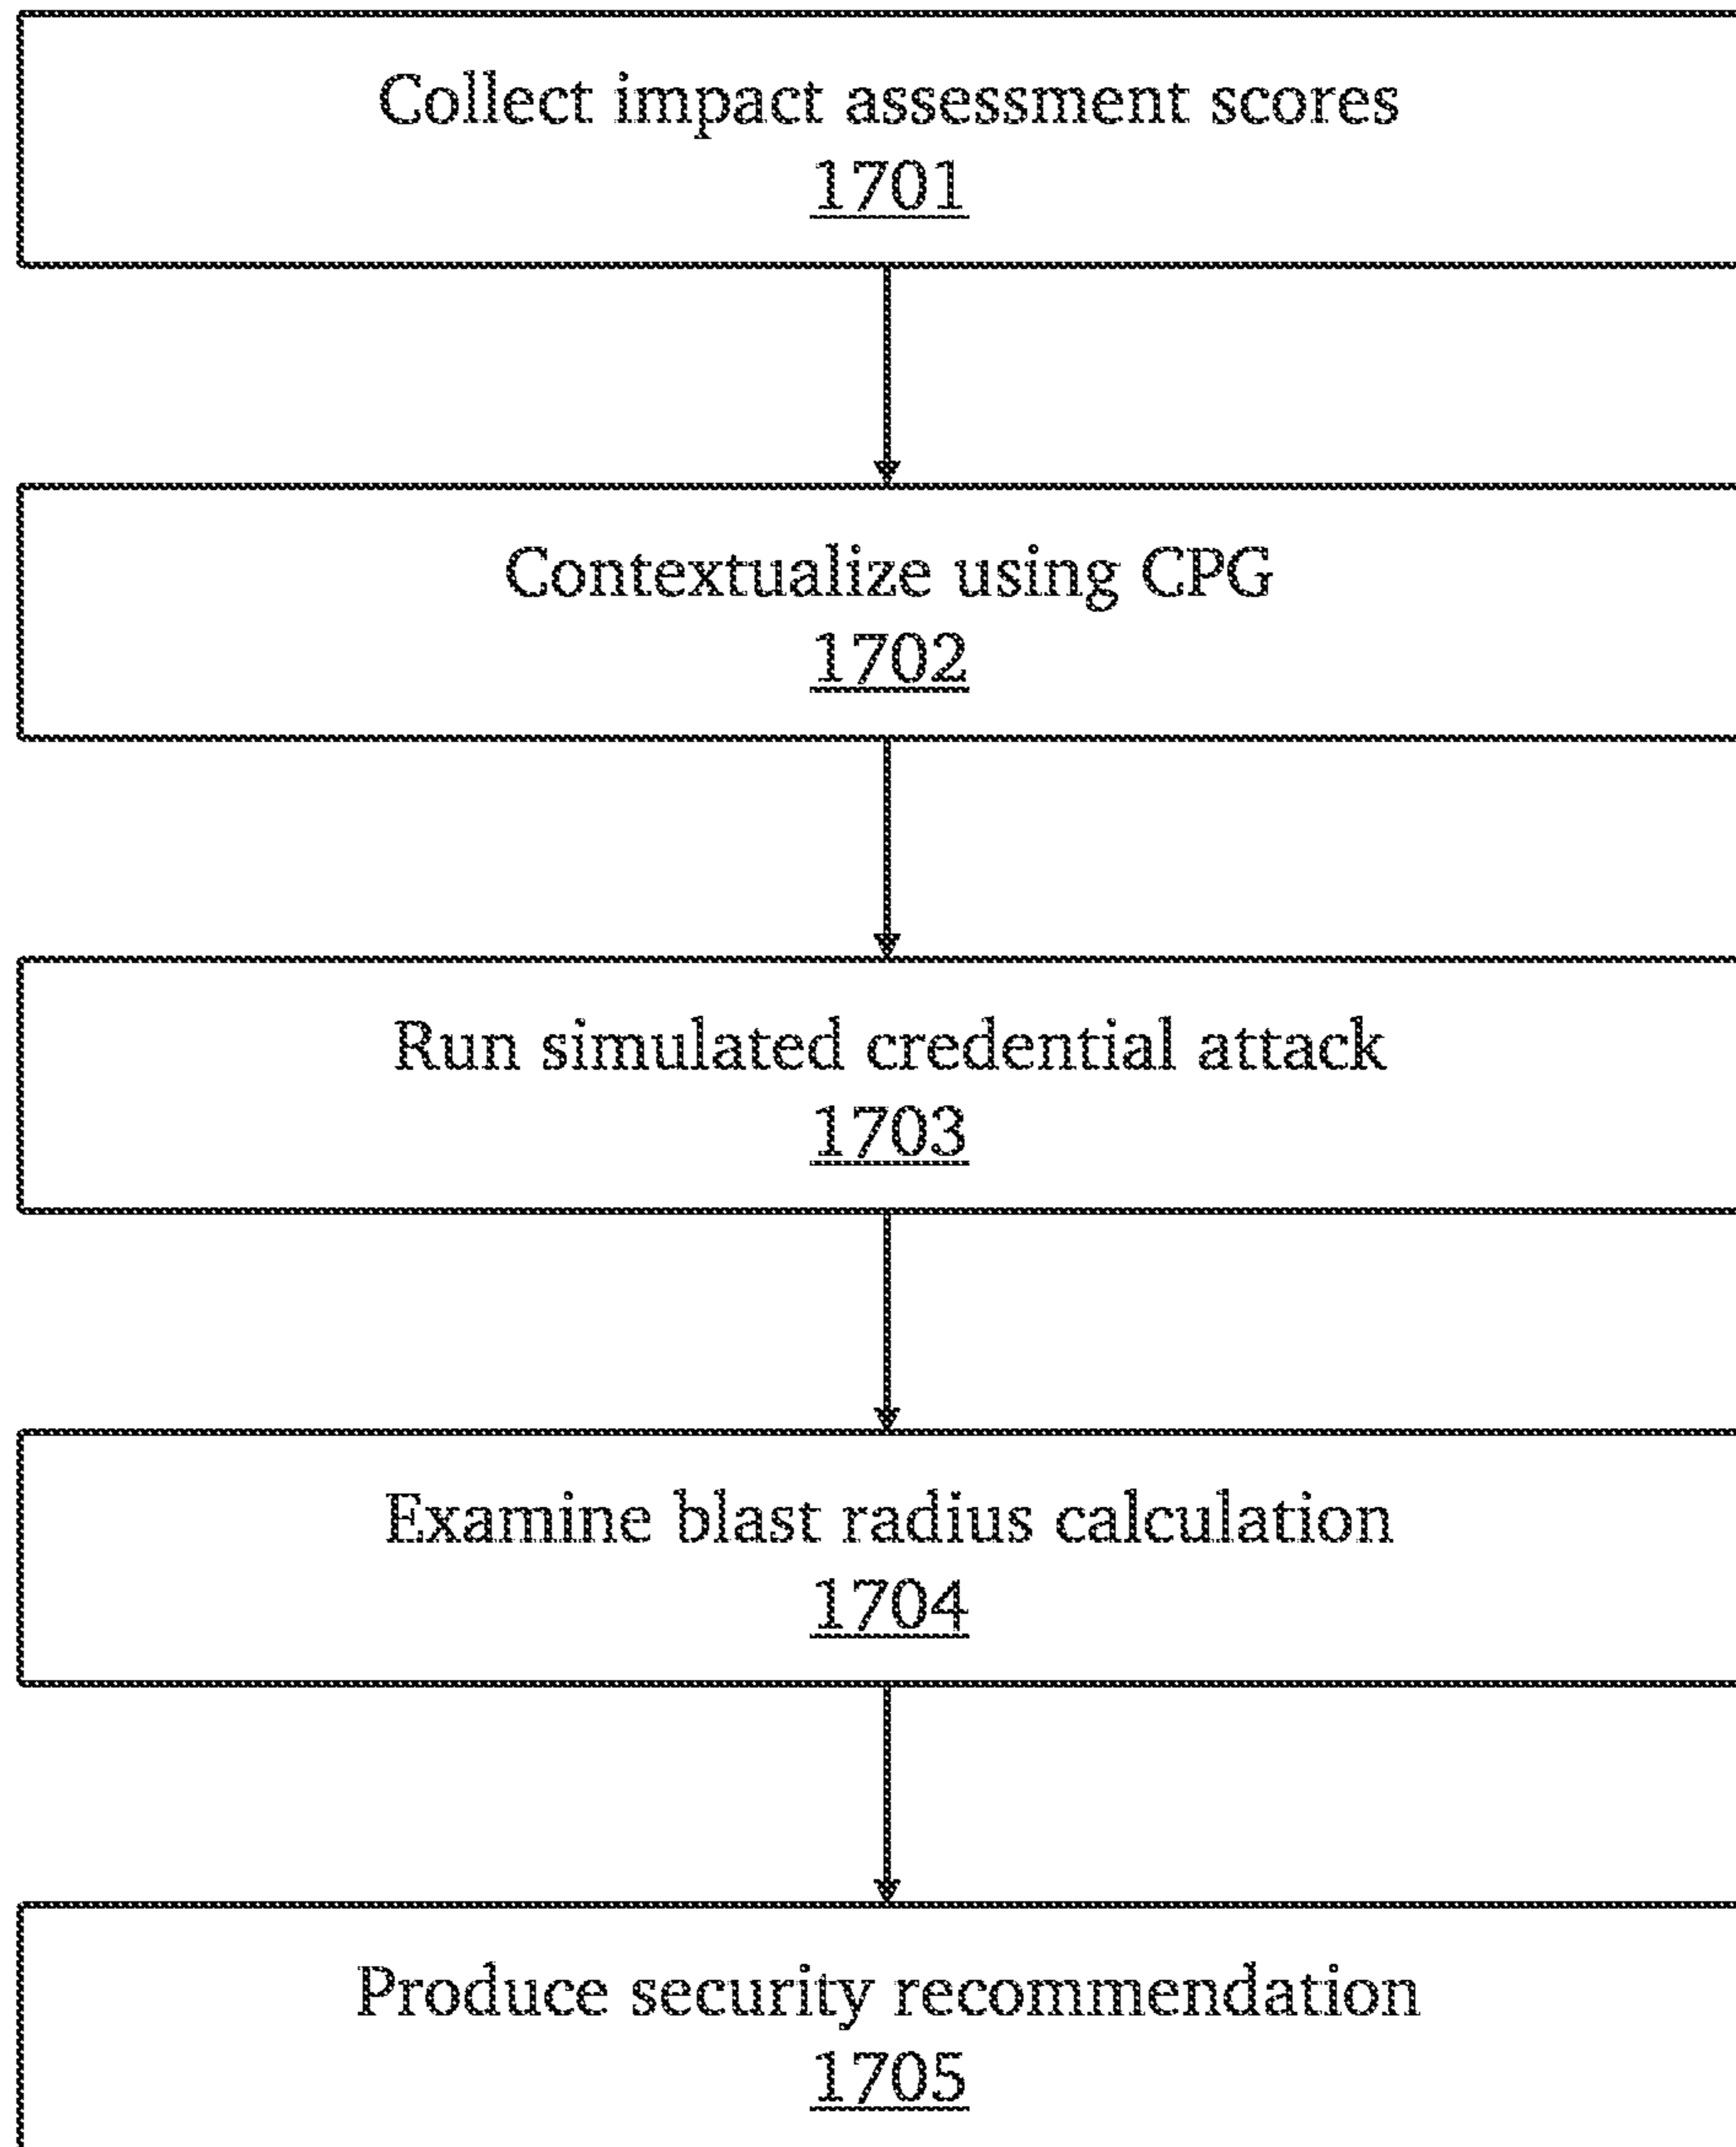 Collect impact assessment scores
1701
Contextualize using CPG
1702
Run simulated credential attack
1703
Examine blast radius calculation
1704
Produce security recommendation
1705